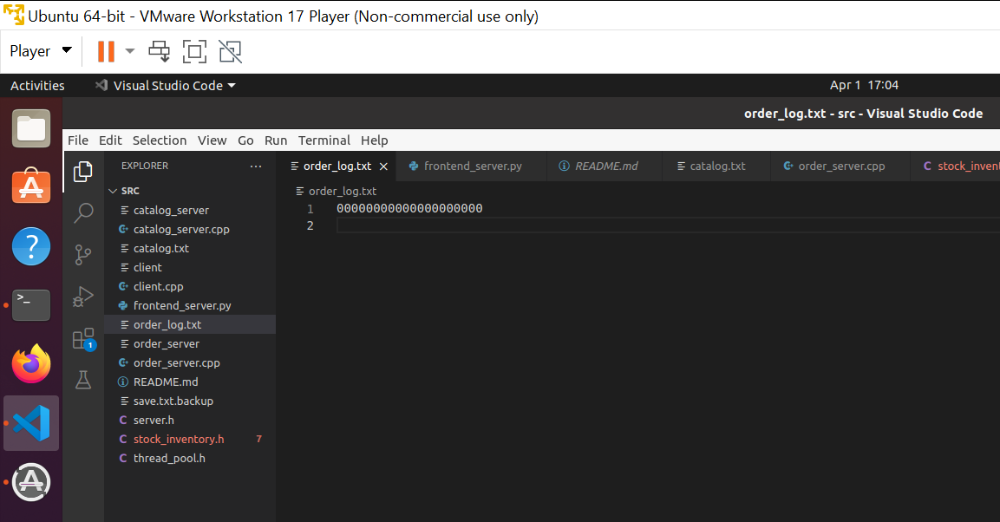 Ubuntu 64-bit - VMware Workstation 17 Player (Non-commercial use only)
Player
Activities
Visual Studio Code
Apr 1 17:04
order_log.txt - src - Visual Studio Code
File Edit Selection View Go Run Terminal Help
EXPLORER
order_log.txt
frontend_server.py
README.md
catalog.txt
order_server.cpp
stock_invent
SRC
catalog_server
catalog_server.cpp
catalog.txt
client
client.cpp
frontend_server.py
order_log.txt
order_server
order_server.cpp
README.md
save.txt.backup
server.h
stock_inventory.h 7
thread_pool.h
1
order_log.txt
1 00000000000000000000
2